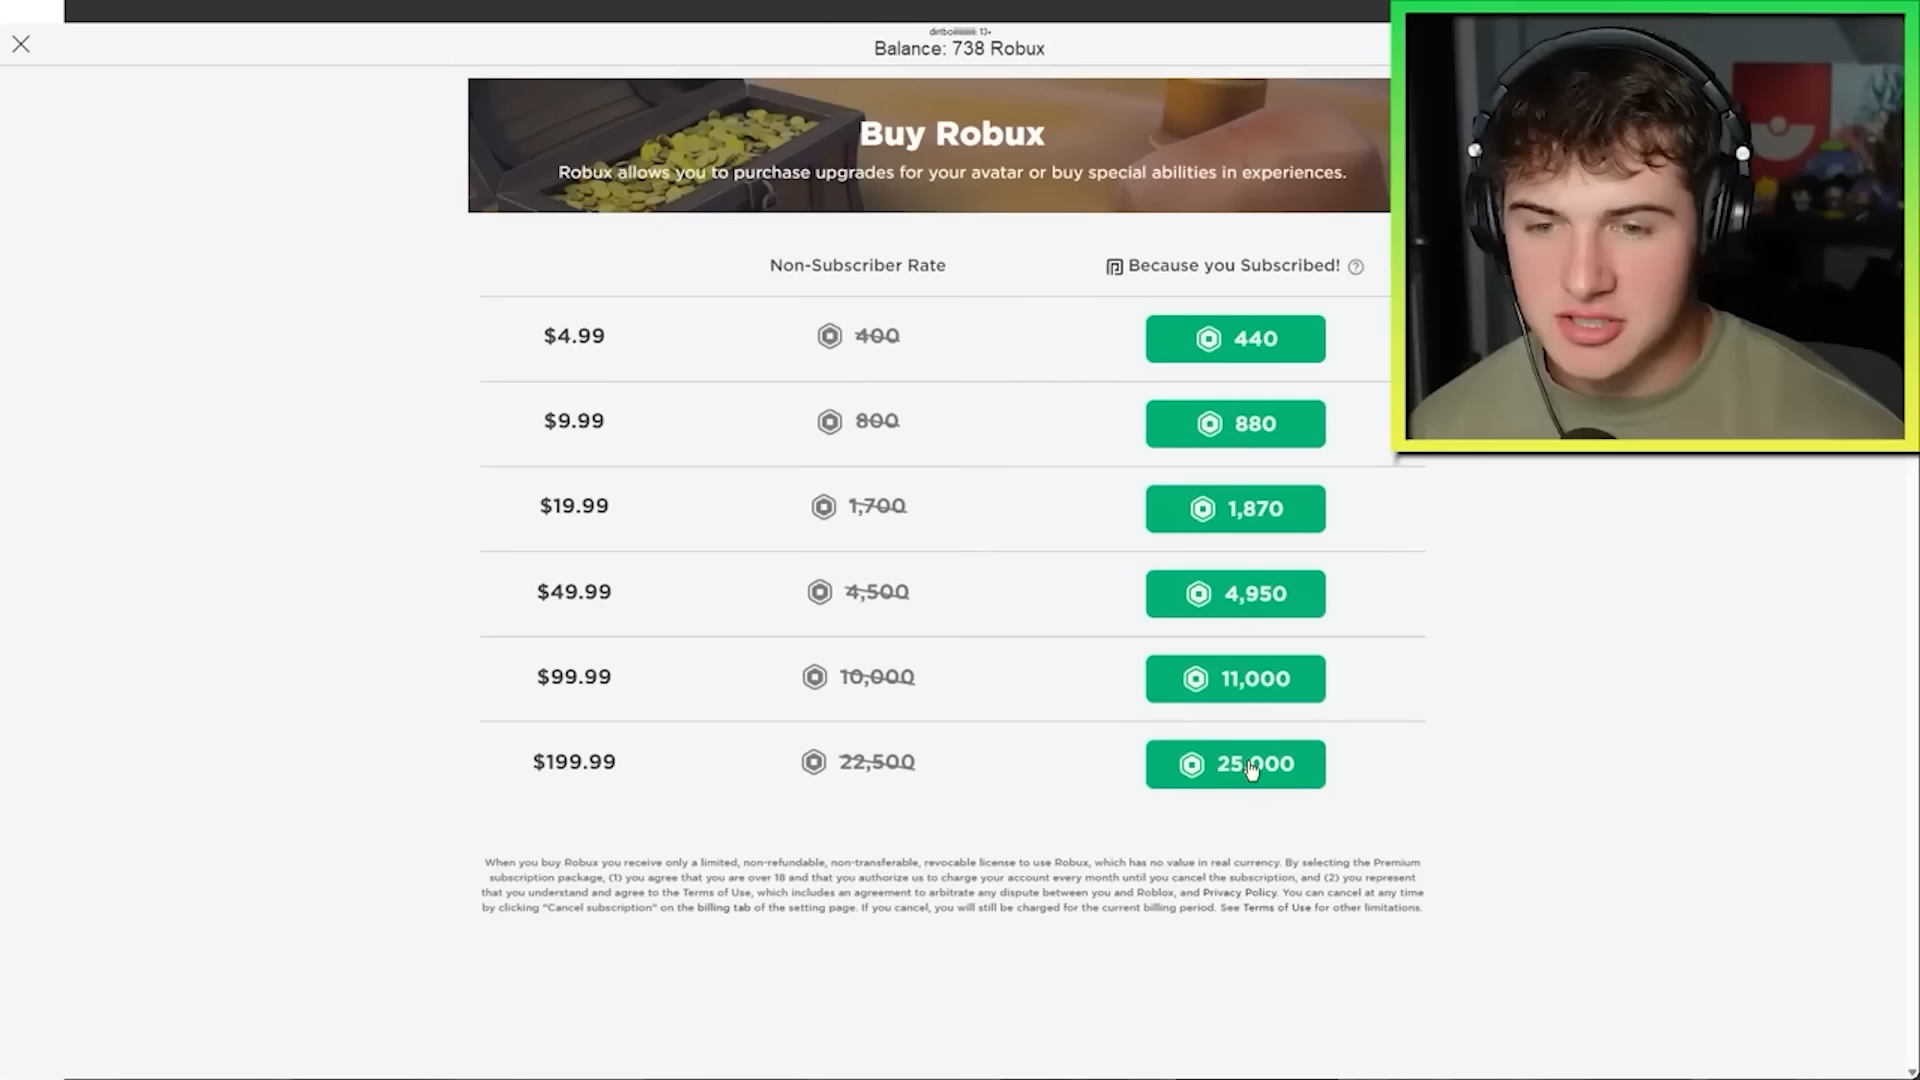 Balance: 738 Robux
Buy Robux
Robux allows you to purchase upgrades for your avatar or buy special abilities in experiences.
Non-Subscriber Rate Because you Subscribed! ?
$4.99 400 440
$9.99 800 880
$19.99 1,700 1,870
$49.99 4,500 4,950
$99.99 10,000 11,000
$199.99 22,500 25,000
When you buy Robux you receive only a limited, non-refundable, non-transferable, revocable license to use Robux, which has no value in real currency. By selecting the Premium
subscription package, (1) you agree that you are over 18 and that you authorize us to charge your account every month until you cancel the subscription, and (2) you represent
that you understand and agree to the Terms of Use, which includes an agreement to arbitrate any dispute between you and Roblox, and Privacy Policy. You can cancel at any time
by clicking "Cancel subscription" on the billing tab of the setting page. If you cancel, you will still be charged for the current billing period. See Terms of Use for other limitations.